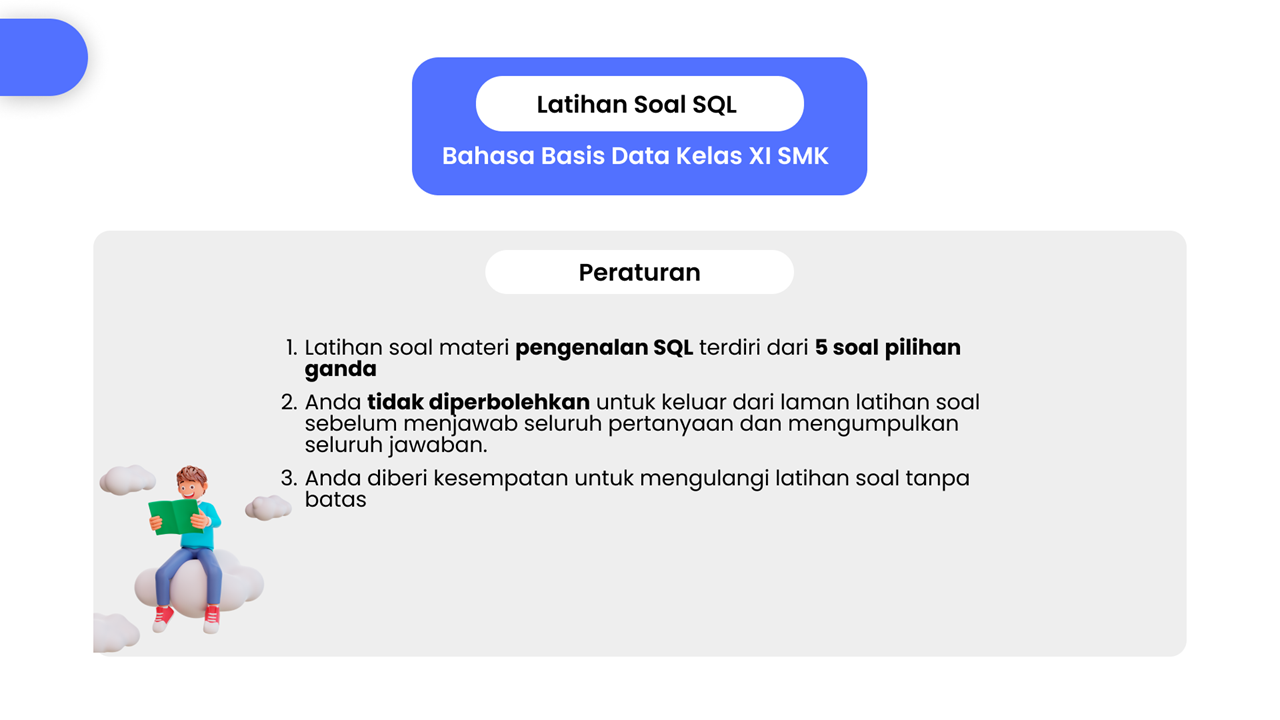 Latihan Soal SQL
Bahasa Basis Data Kelas XI SMK
Peraturan
1. Latihan soal materi pengenalan SQL terdiri dari 5 soal pilihan
ganda
2. Anda tidak diperbolehkan untuk keluar dari laman latihan soal
sebelum menjawab seluruh pertanyaan dan mengumpulkan
seluruh jawaban.
3. Anda diberi kesempatan untuk mengulangi latihan soal tanpa
batas